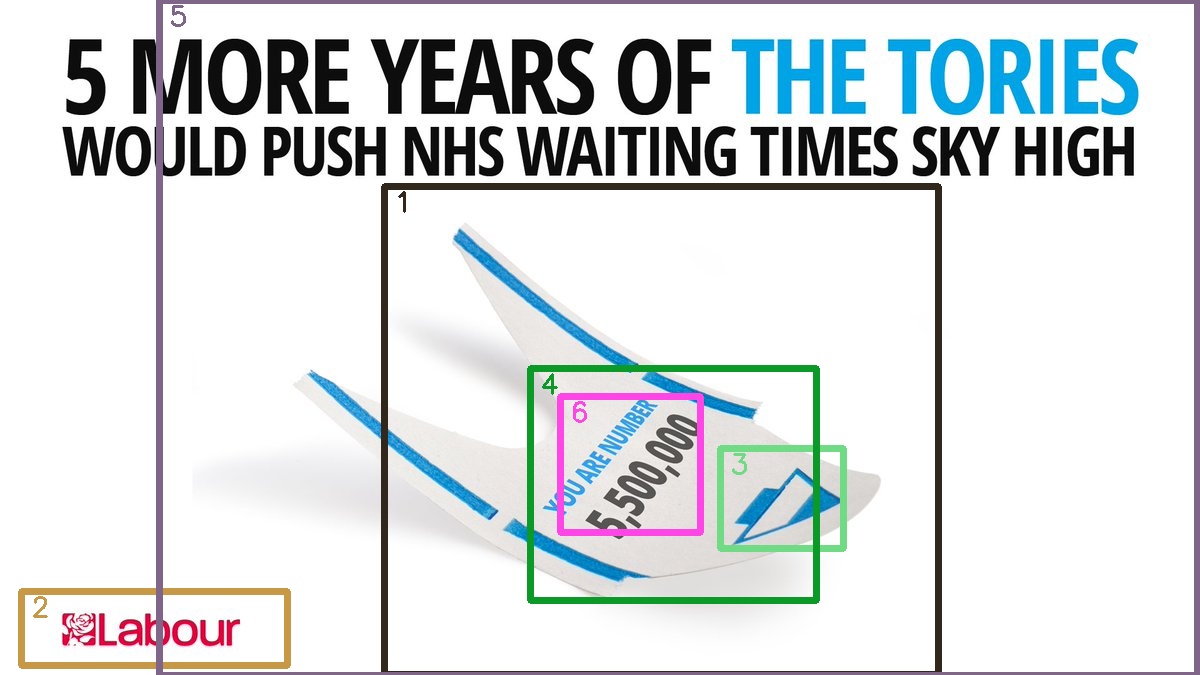 5 MORE YEARS OF THE TORIES
WOULD PUSH NHS WAITING TIMES SKY HIGH
YOU ARE NUMBER
5,500,000
Labour